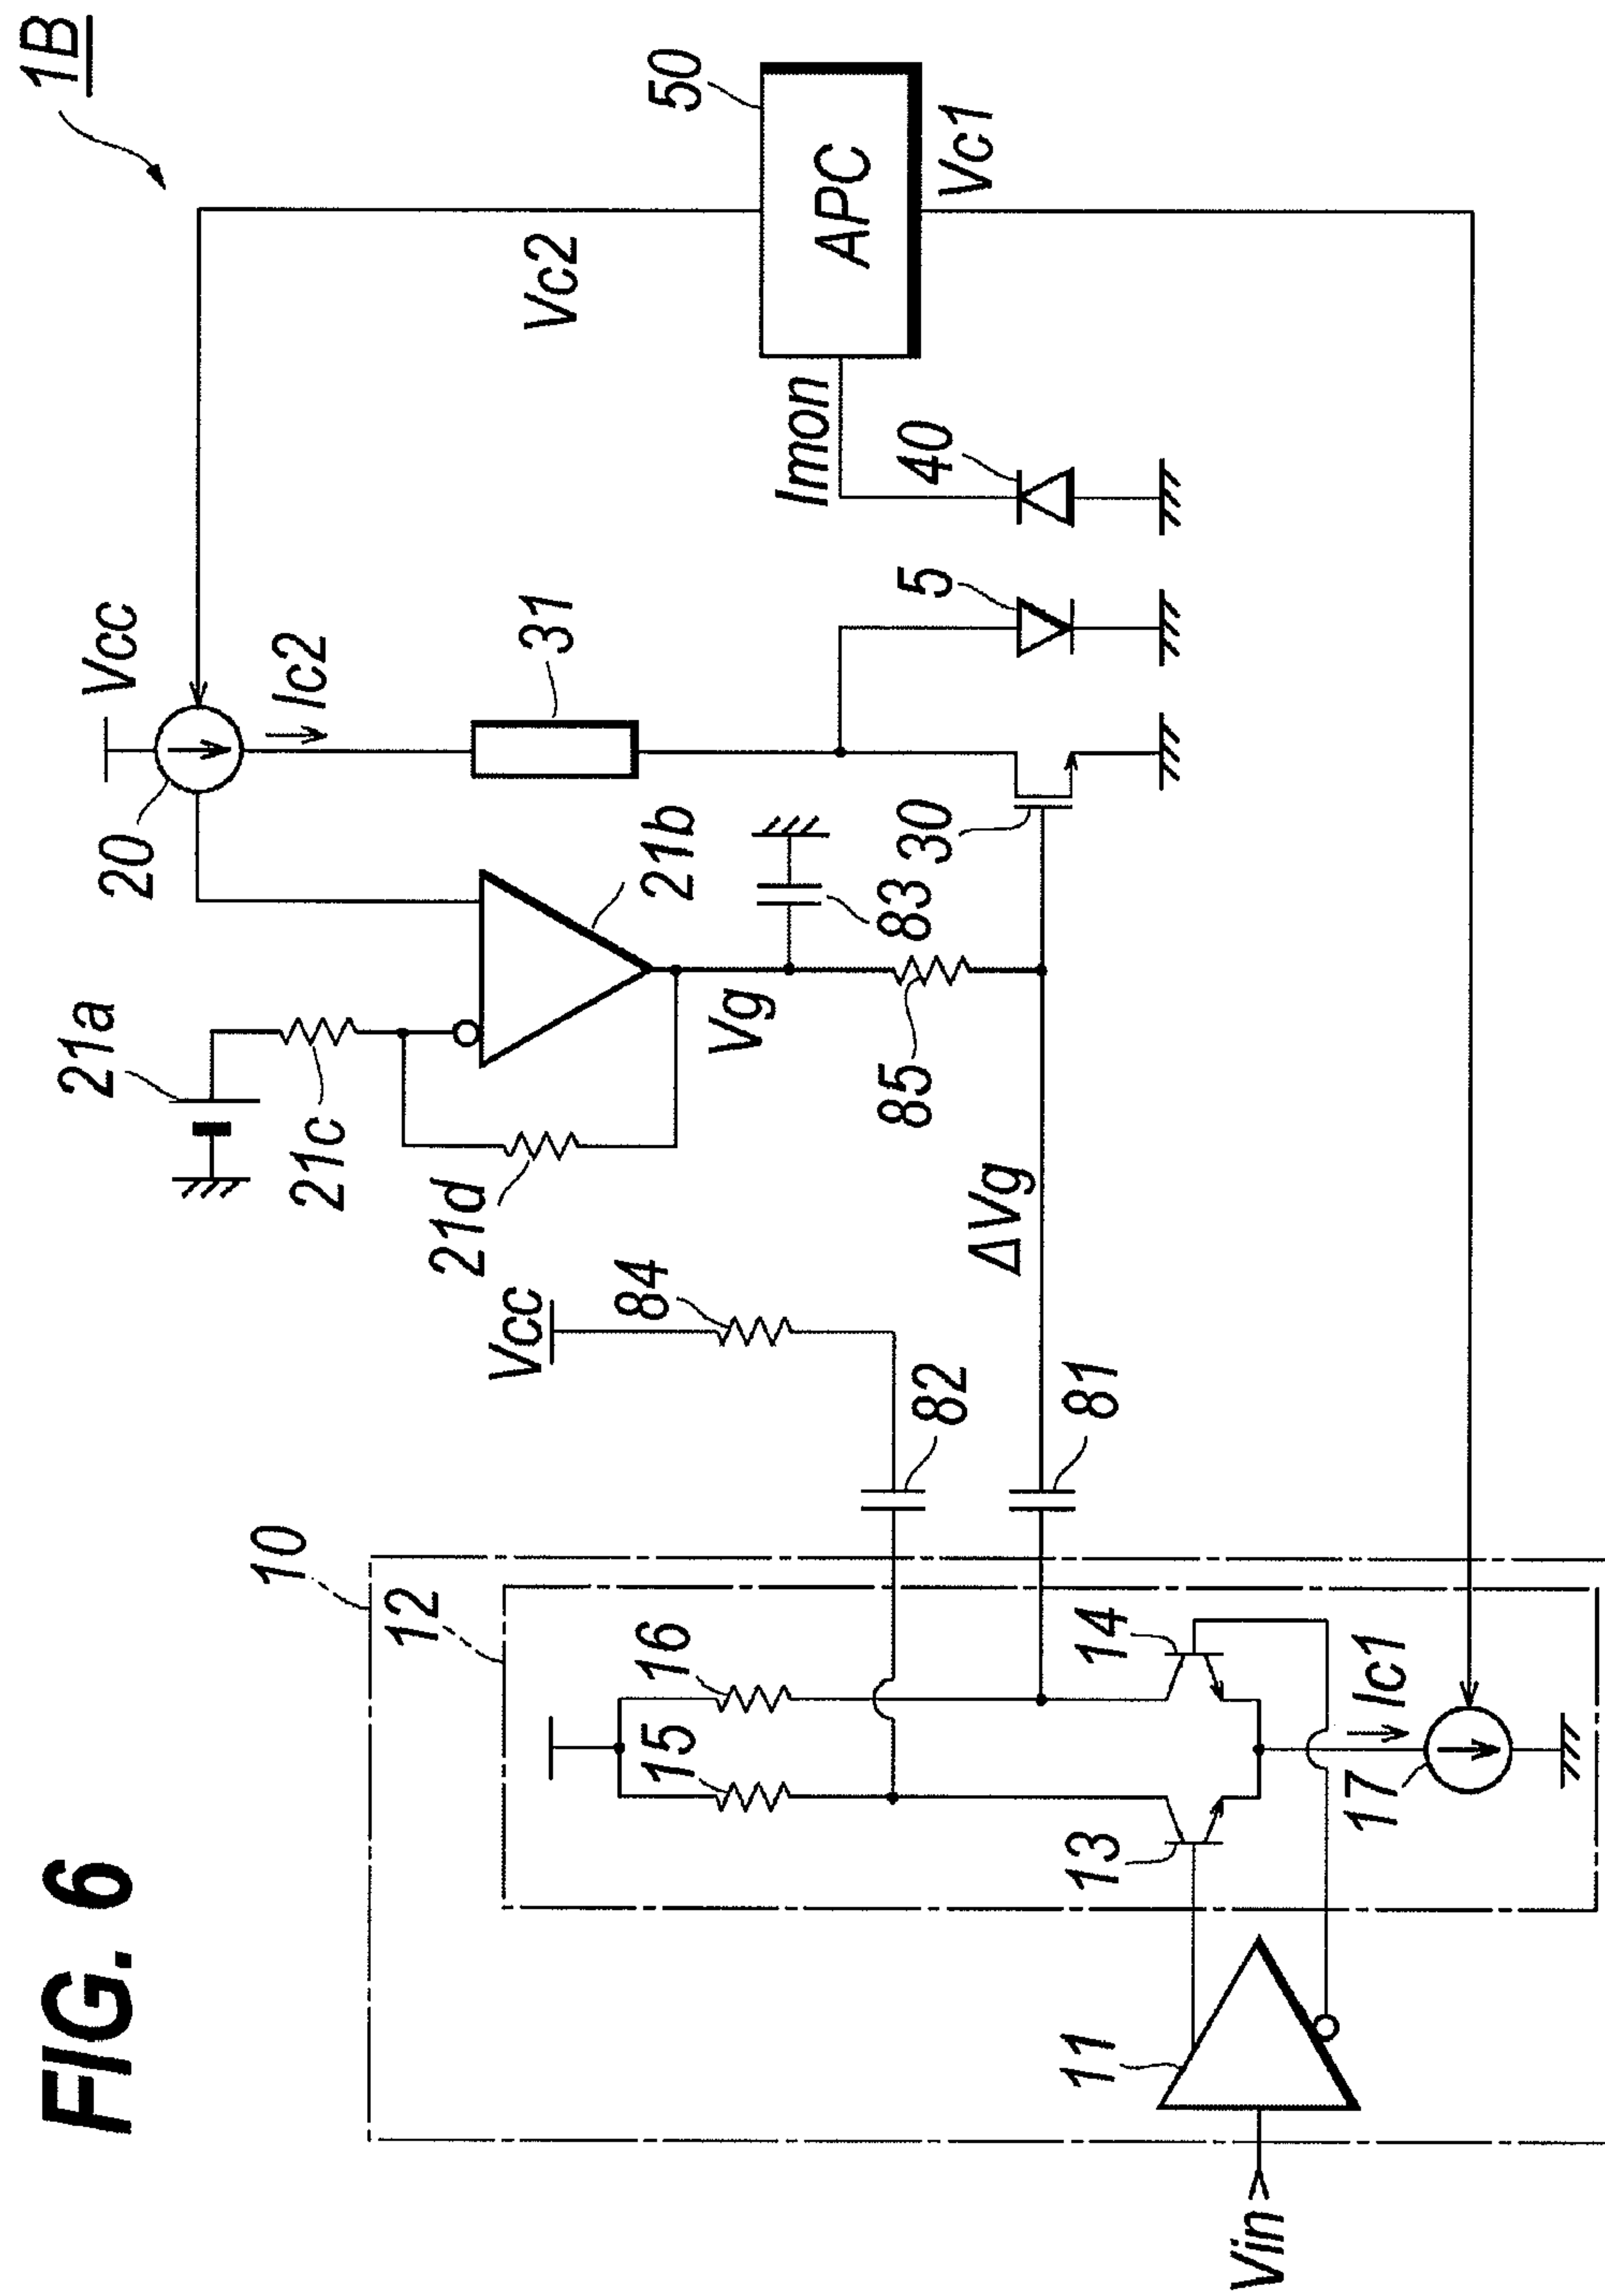 FIG. 6
1B
Vcc
20
Ic2
21a
21c
21d
21b
Vc2
31
50
APC
Vc1
Imon
40
5
30
83
Vg
85
ΔVg
Vcc
84
82
81
10
12
16
15
14
13
Ic1
17
11
Vin